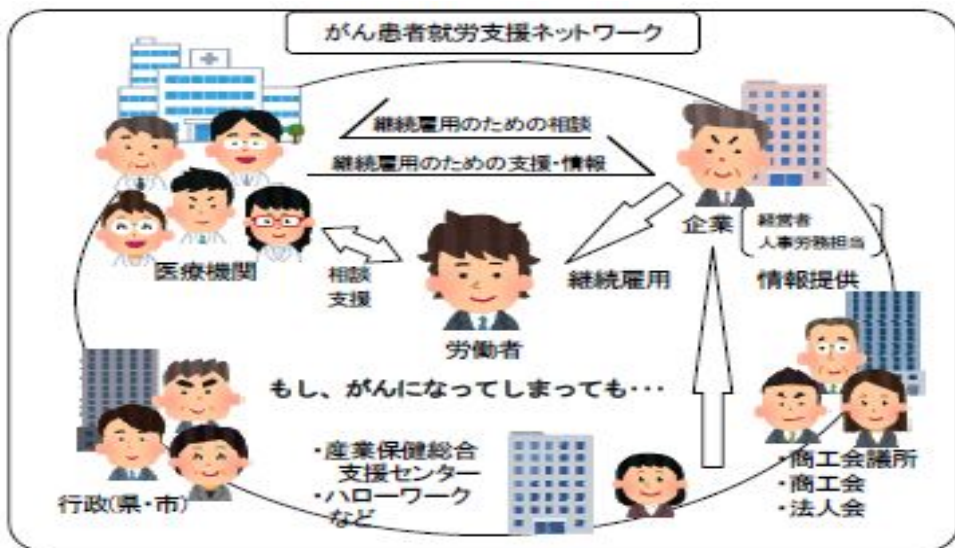 がん患者就労支援ネットワーク
継続雇用のための相談
継続雇用のための支援・情報
企業
経営者
人事労務担当
医療機関
相談
支援
継続雇用
情報提供
労働者
もし、がんになってしまっても･･･
行政(県・市)
・産業保健総合
支援センター
・ハローワーク
など
・商工会議所
・商工会
・法人会